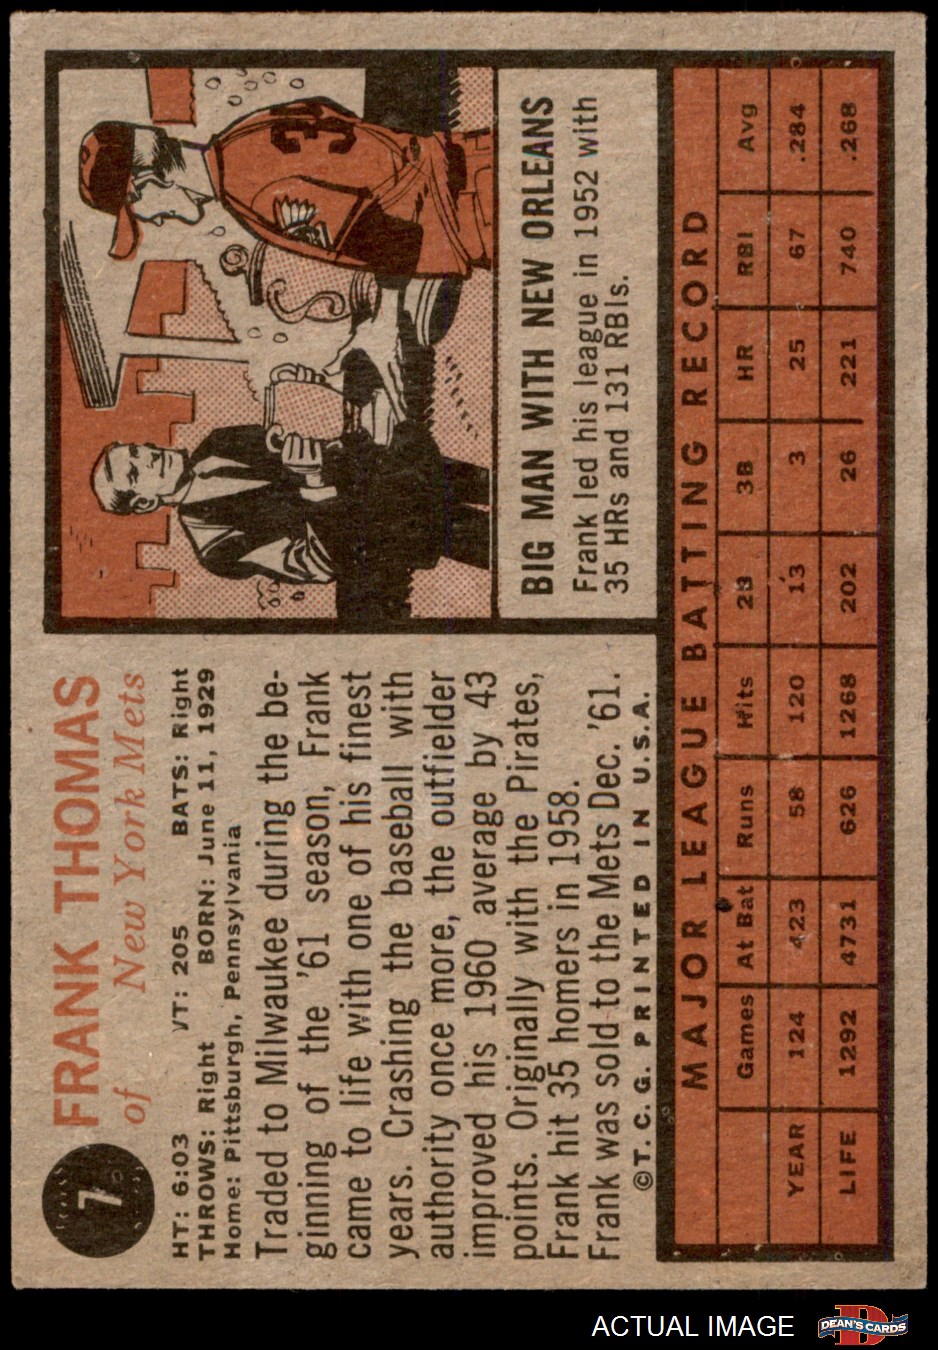 7
FRANK THOMAS
of New York Mets
HT: 6:03 WT: 205 BATS: Right
THROWS: Right BORN: June 11, 1929
Home: Pittsburgh, Pennsylvania
Traded to Milwaukee during the be-
ginning of the '61 season, Frank
came to life with one of his finest
years. Crashing the baseball with
authority once more, the outfielder
improved his 1960 average by 43
points. Originally with the Pirates,
Frank hit 35 homers in 1958.
Frank was sold to the Mets Dec. '61.
©T. C. G. PRINTED IN U.S.A.
BIG MAN WITH NEW ORLEANS
Frank led his league in 1952 with
35 HRs and 131 RBIs.
MAJOR LEAGUE BATTING RECORD
Games At Bat Runs Hits 2B 3B HR RBI Avg
YEAR 124 423 58 120 13 3 25 67 .284
LIFE 1292 4731 626 1268 202 26 221 740 .268
ACTUAL IMAGE
DEAN'S CARDS